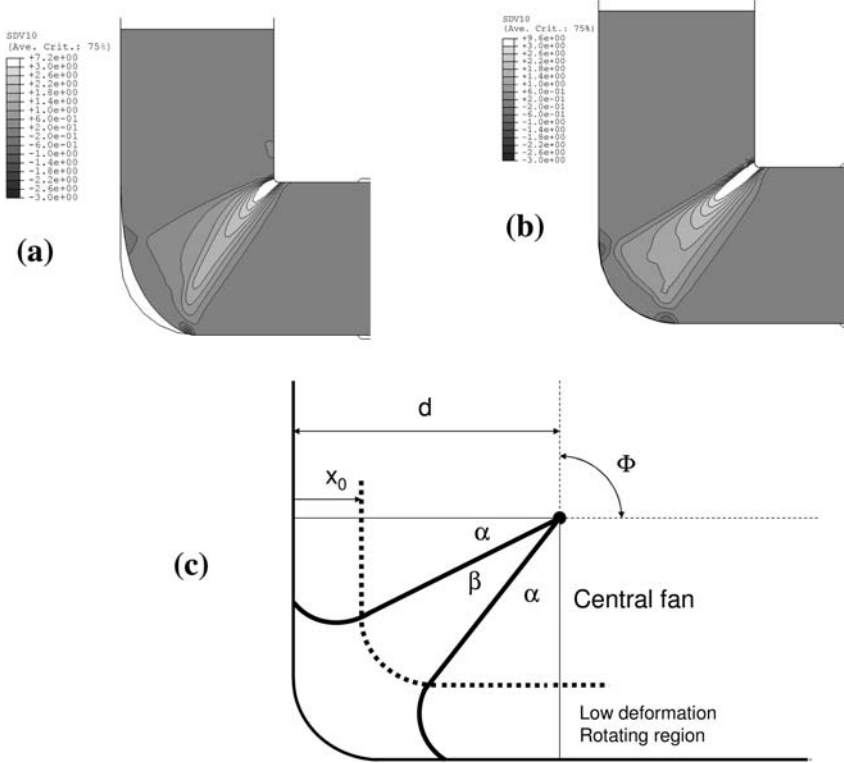 SDV10
(Ave. Crit.: 75%)
+7.2e+00
+3.0e+00
+2.6e+00
+2.2e+00
+1.8e+00
+1.4e+00
+1.0e+00
+6.0e-01
+2.0e-01
-2.0e-01
-6.0e-01
-1.0e+00
-1.4e+00
-1.8e+00
-2.2e+00
-2.6e+00
-3.0e+00
(a)
SDV10
(Ave. Crit.: 75%)
+9.6e+00
+3.0e+00
+2.6e+00
+2.2e+00
+1.8e+00
+1.4e+00
+1.0e+00
+6.0e-01
+2.0e-01
-2.0e-01
-6.0e-01
-1.0e+00
-1.4e+00
-1.8e+00
-2.2e+00
-2.6e+00
-3.0e+00
(b)
d
Φ
x₀
α
(c)
β
α
Central fan
Low deformation
Rotating region